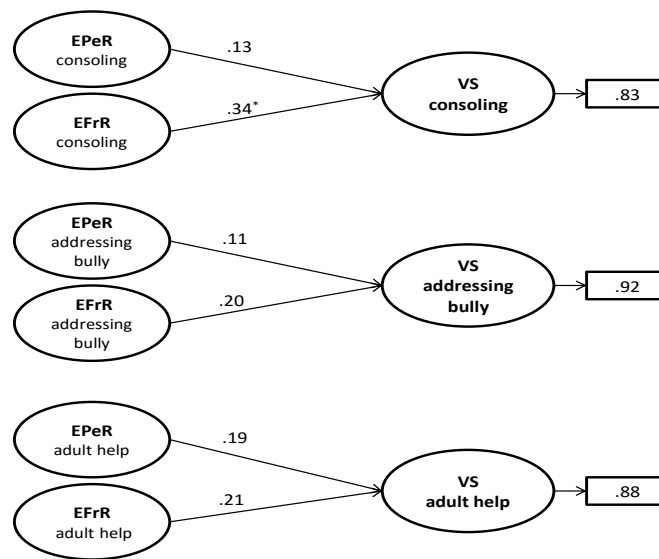 EPeR
consoling
.13
VS
consoling
.83
EFrR
consoling
.34*
EPeR
addressing
bully
.11
VS
addressing
bully
.92
EFrR
addressing
bully
.20
EPeR
adult help
.19
VS
adult help
.88
EFrR
adult help
.21